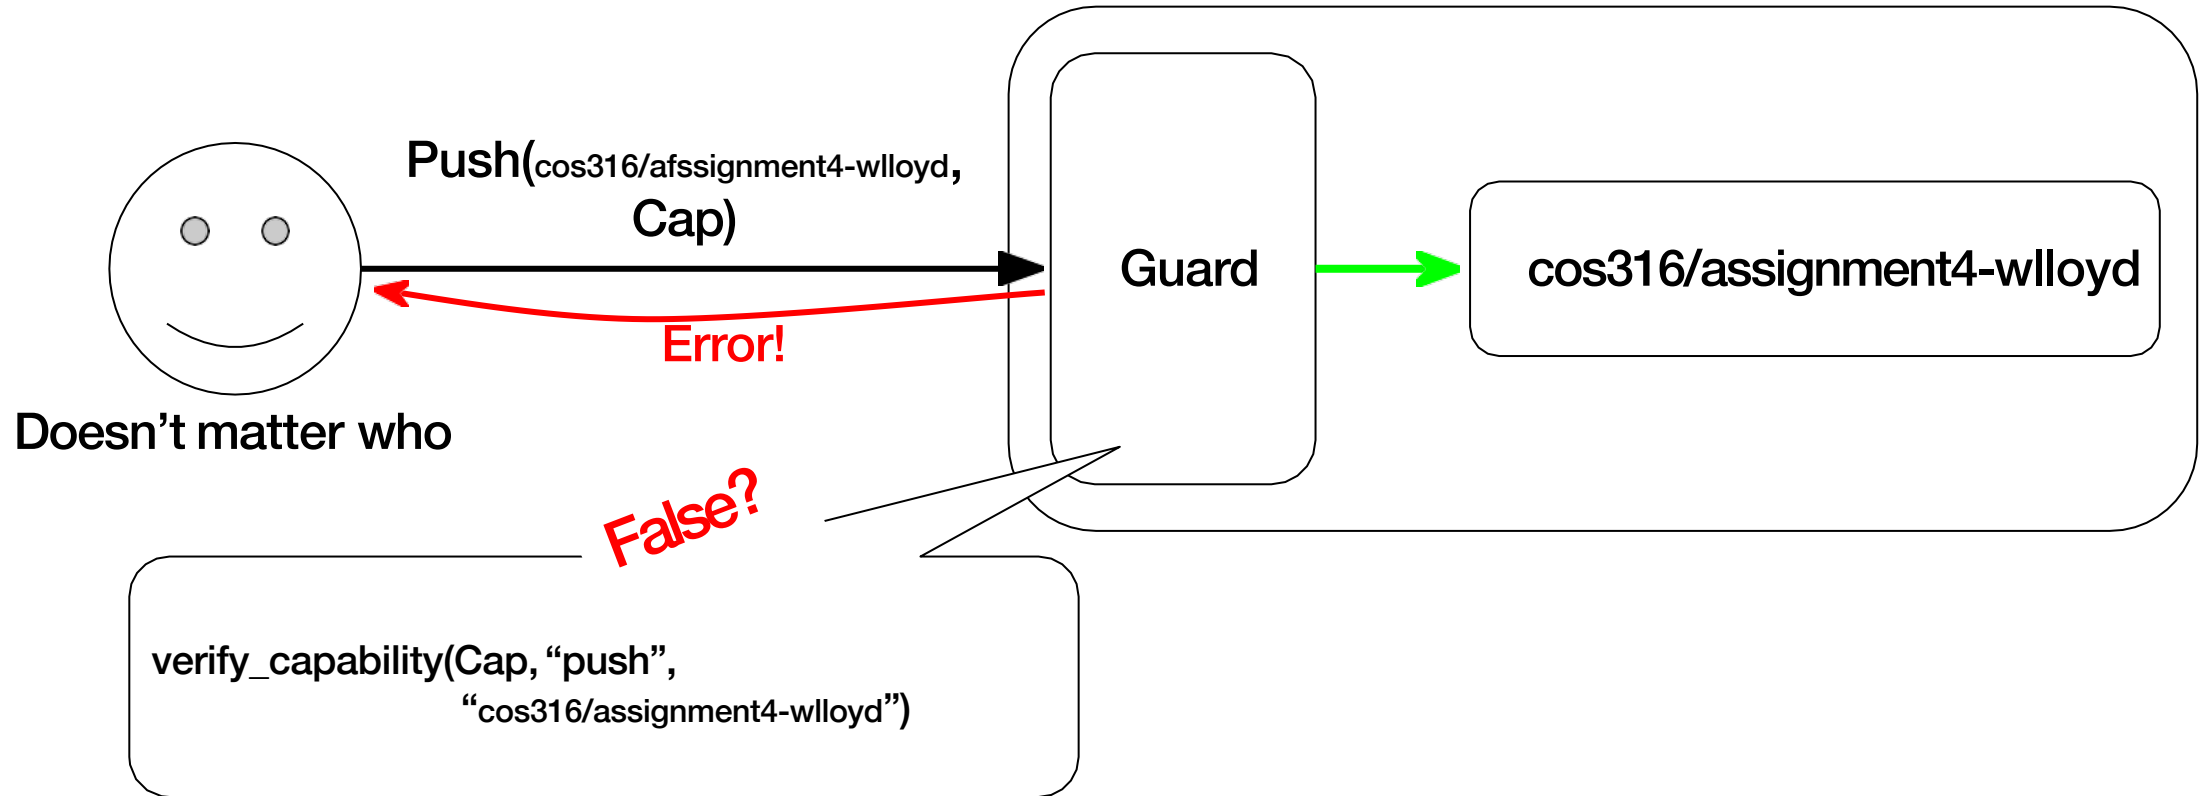 Push(cos316/afssignment4-wlloyd,
Cap)
Guard
cos316/assignment4-wlloyd
Error!
Doesn’t matter who
False?
verify_capability(Cap, “push”,
“cos316/assignment4-wlloyd”)